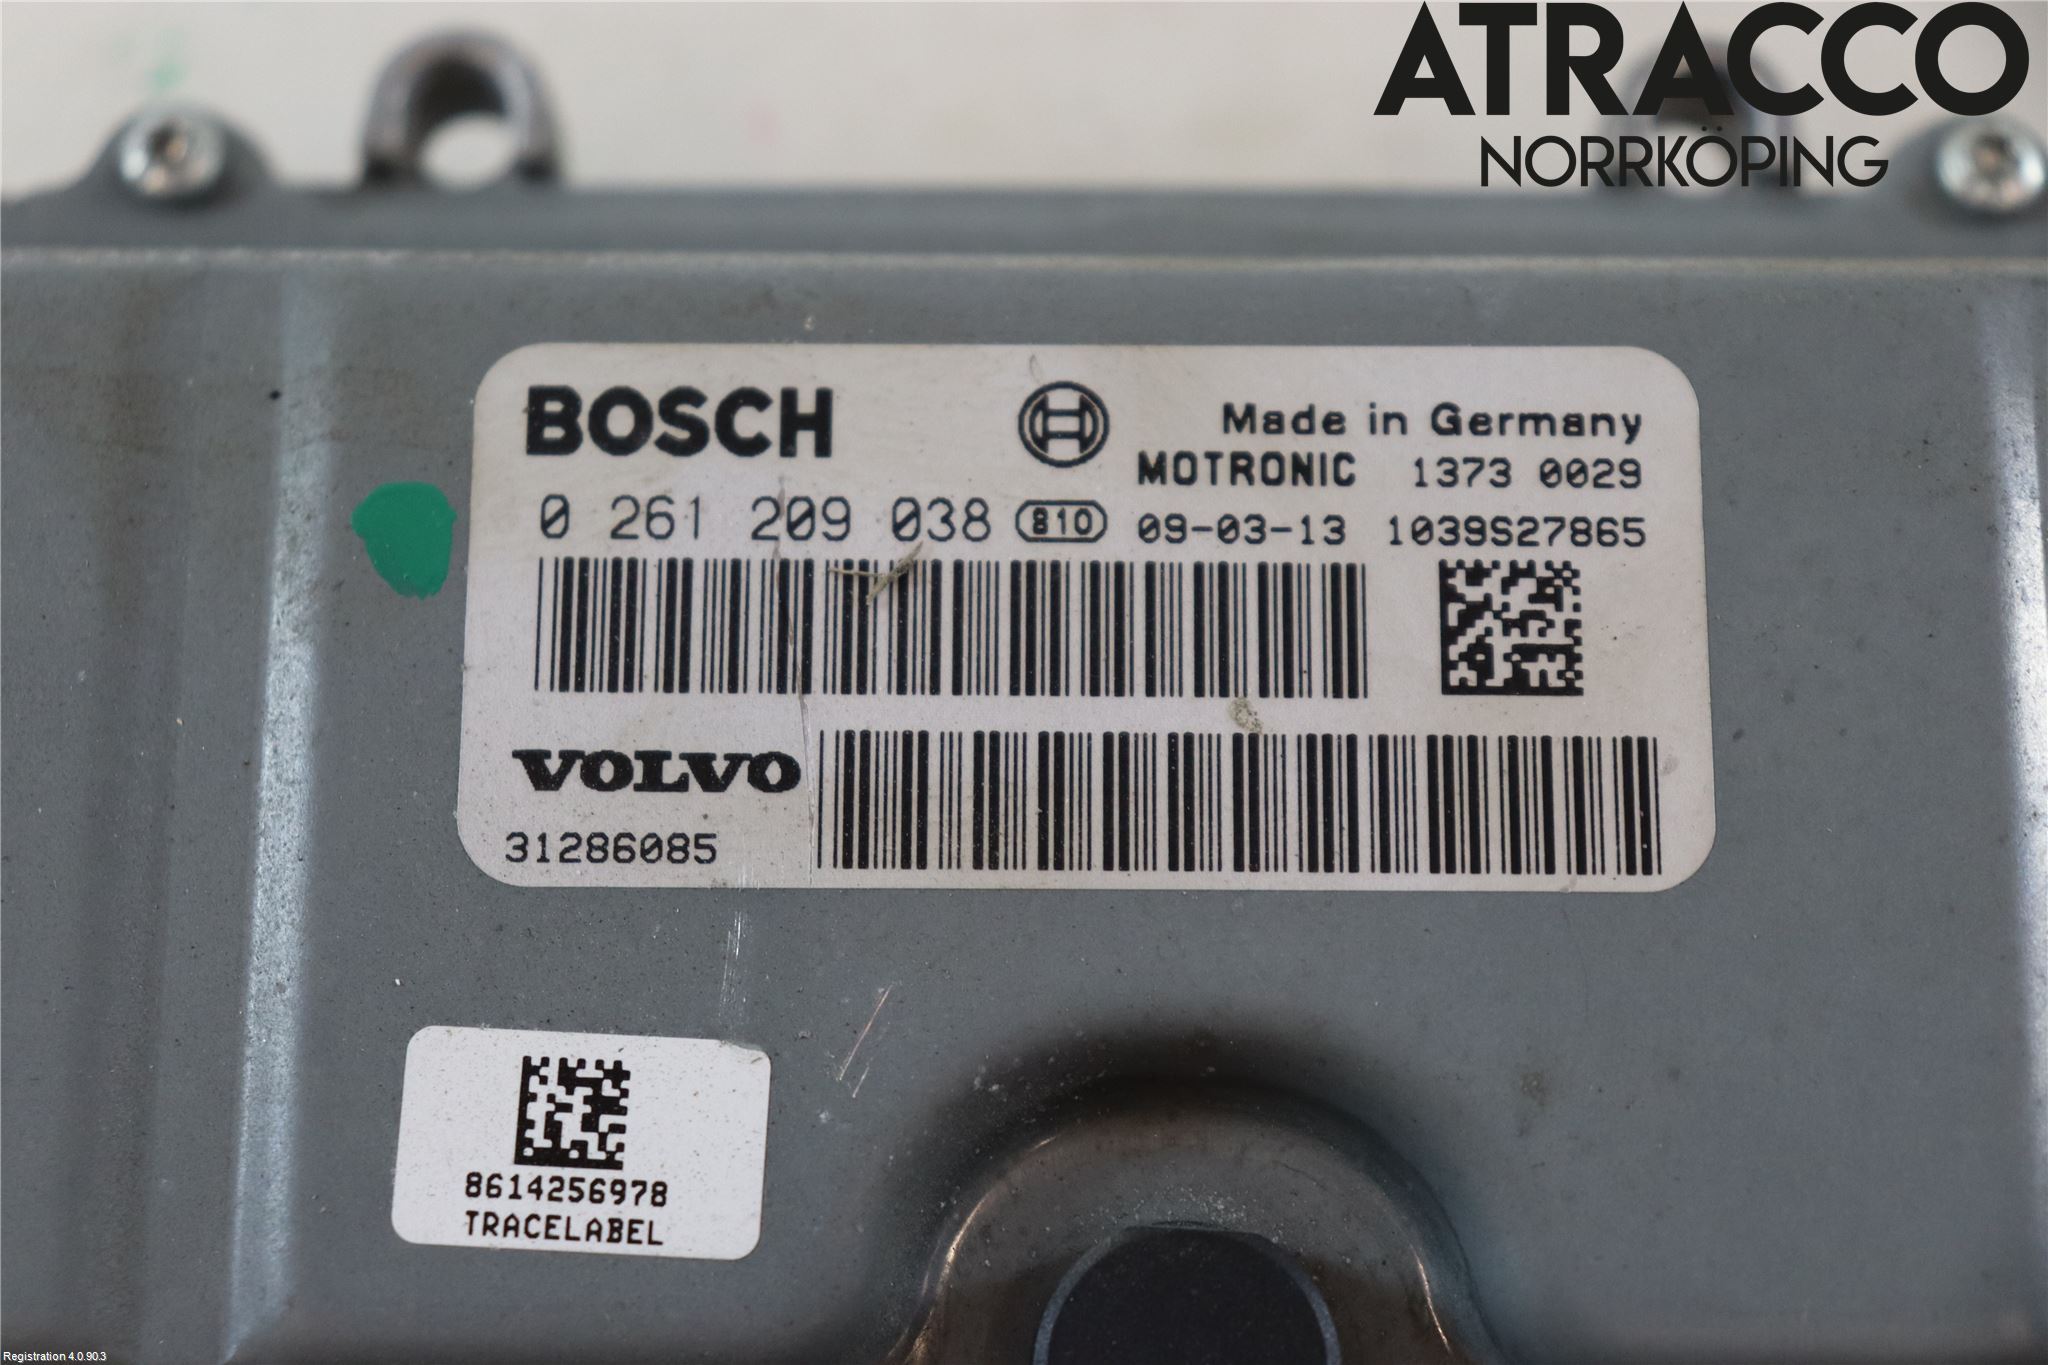 ATRACCO
NORRKÖPING
BOSCH
Made in Germany
MOTRONIC 1373 0029
0 261 209 038 810 09-03-13 1039S27865
VOLVO
31286085
8614256978
TRACELABEL
Registration 4.0.90.3